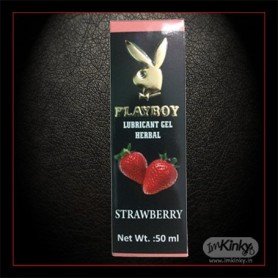 PLAYBOY
LUBRICANT GEL
HERBAL
STRAWBERRY
Net Wt. :50 ml
ImKinky
www.imkinky.in